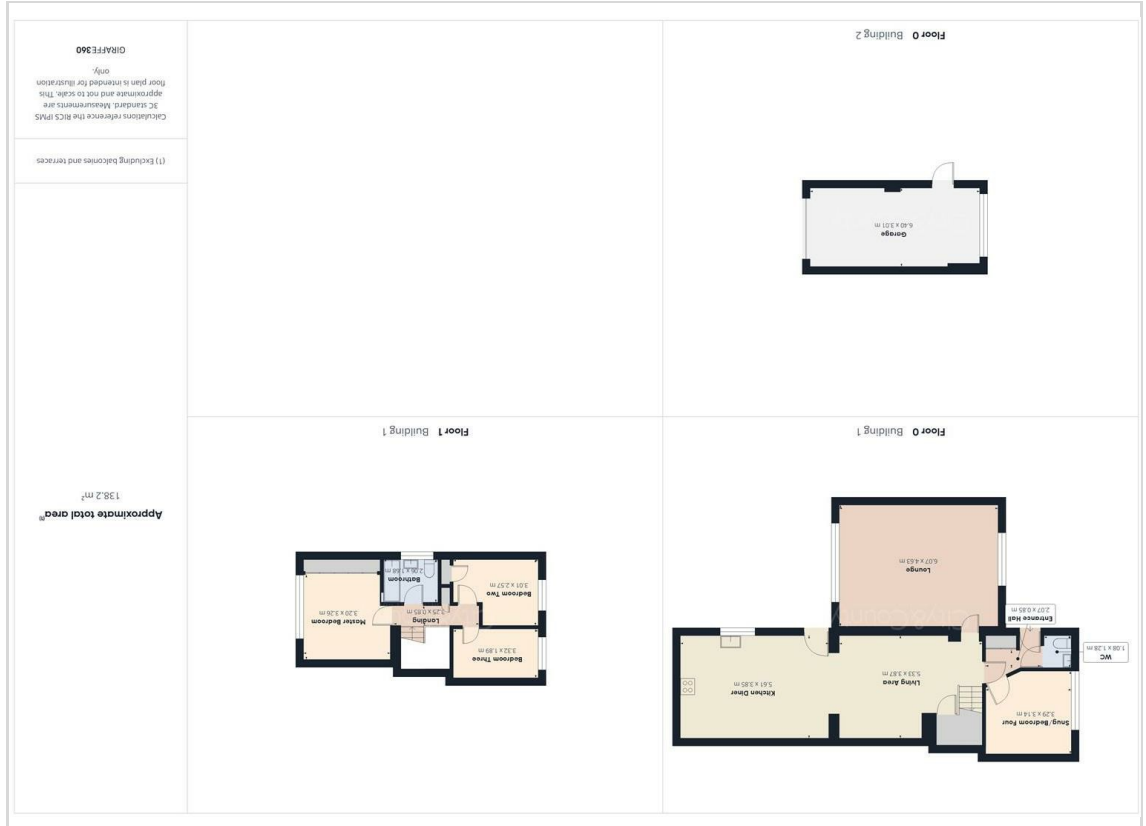 Snug/Bedroom Four
3.29 x 3.14 m
Living Area
5.33 x 3.87 m
Kitchen Diner
5.61 x 3.85 m
WC
1.08 x 1.28 m
Entrance Hall
2.07 x 0.85 m
Lounge
6.07 x 4.63 m
Floor 0 Building 1
Bedroom Three
3.32 x 1.89 m
Landing
2.25 x 0.85 m
Master Bedroom
3.20 x 3.26 m
Bedroom Two
3.01 x 2.57 m
Bathroom
2.06 x 1.68 m
Floor 1 Building 1
Garage
6.40 x 3.01 m
Floor 0 Building 2
Approximate total area⁽¹⁾
138.2 m²
(1) Excluding balconies and terraces
Calculations reference the RICS IPMS
3C standard. Measurements are
approximate and not to scale. This
floor plan is intended for illustration
only.
GIRAFFE360